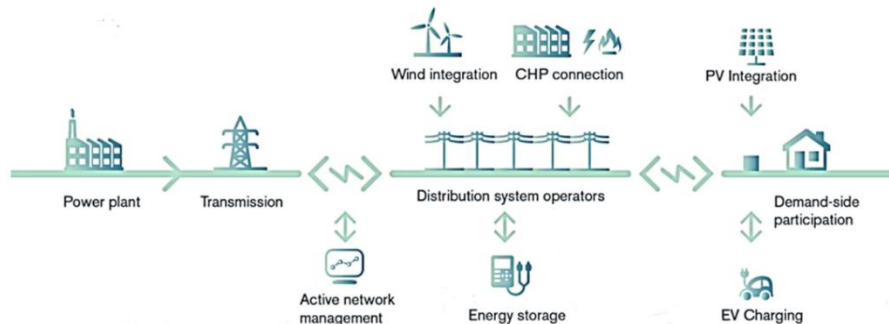 Wind integration
CHP connection
PV Integration
Power plant
Transmission
Distribution system operators
Demand-side
participation
Active network
management
Energy storage
EV Charging